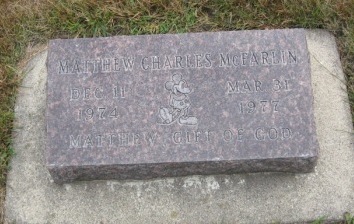 MATTHEW CHARLES McFARLIN
DEC 11 MAR 31
1974 1977
MATTHEW GIFT OF GOD